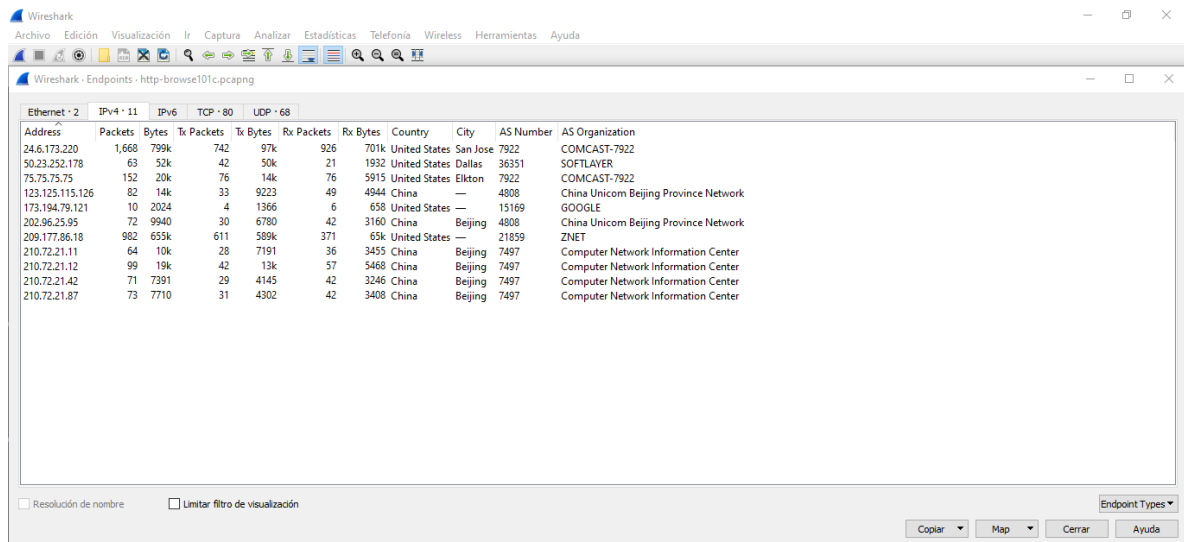 Wireshark
Archivo Edición Visualización Ir Captura Analizar Estadísticas Telefonía Wireless Herramientas Ayuda
Wireshark · Endpoints · http-browse101c.pcapng
Ethernet · 2 IPv4 · 11 IPv6 TCP · 80 UDP · 68
Address Packets Bytes Tx Packets Tx Bytes Rx Packets Rx Bytes Country City AS Number AS Organization
24.6.173.220 1,668 799k 742 97k 926 701k United States San Jose 7922 COMCAST-7922
50.23.252.178 63 52k 42 50k 21 1932 United States Dallas 36351 SOFTLAYER
75.75.75.75 152 20k 76 14k 76 5915 United States Elkton 7922 COMCAST-7922
123.125.115.126 82 14k 33 9223 49 4944 China — 4808 China Unicom Beijing Province Network
173.194.79.121 10 2024 4 1366 6 658 United States — 15169 GOOGLE
202.96.25.95 72 9940 30 6780 42 3160 China Beijing 4808 China Unicom Beijing Province Network
209.177.86.18 982 655k 611 589k 371 65k United States — 21859 ZNET
210.72.21.11 64 10k 28 7191 36 3455 China Beijing 7497 Computer Network Information Center
210.72.21.12 99 19k 42 13k 57 5468 China Beijing 7497 Computer Network Information Center
210.72.21.42 71 7391 29 4145 42 3246 China Beijing 7497 Computer Network Information Center
210.72.21.87 73 7710 31 4302 42 3408 China Beijing 7497 Computer Network Information Center
Resolución de nombre Limitar filtro de visualización Endpoint Types
Copiar Map Cerrar Ayuda